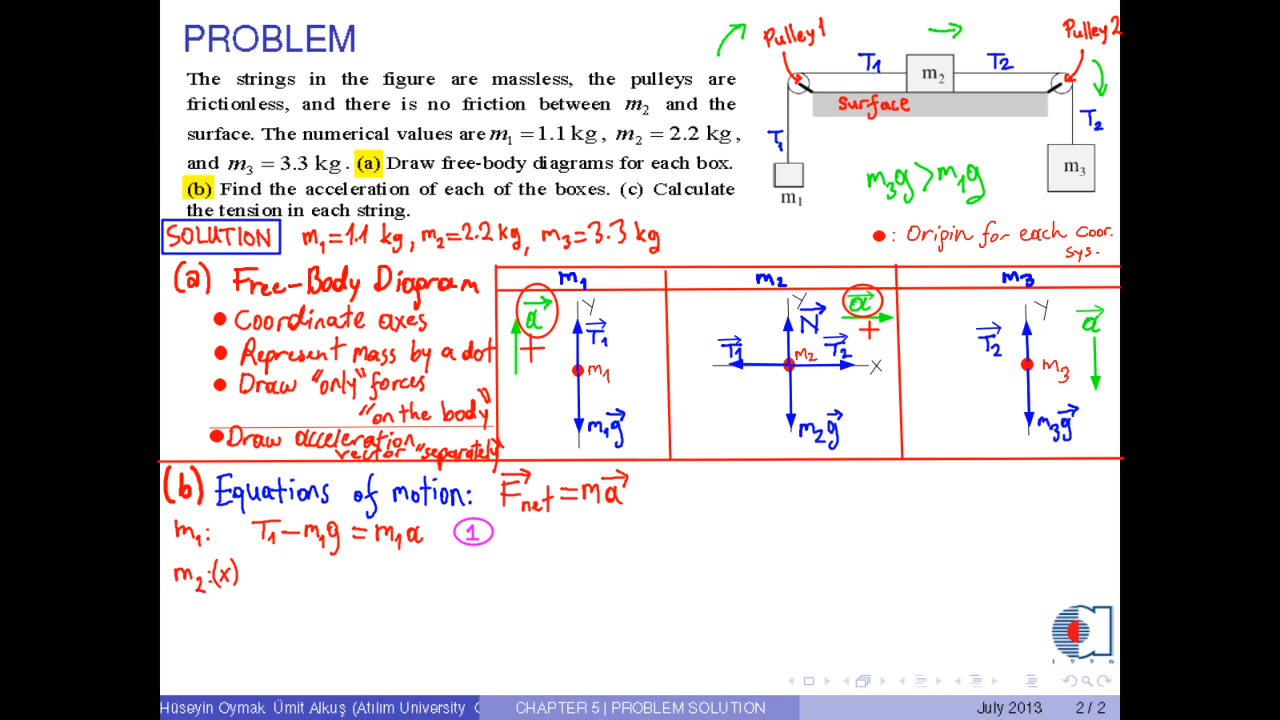 PROBLEM
The strings in the figure are massless, the pulleys are
frictionless, and there is no friction between m₂ and the
surface. The numerical values are m₁ = 1.1 kg, m₂ = 2.2 kg,
and m₃ = 3.3 kg. (a) Draw free-body diagrams for each box.
(b) Find the acceleration of each of the boxes. (c) Calculate
the tension in each string.
Pulley 1
Pulley 2
T₁
m₂
T₂
surface
T₁
T₂
m₁
m₃
m₃g > m₁g
SOLUTION m₁=1.1 kg, m₂=2.2 kg, m₃=3.3 kg
: Origin for each coor.
sys.
(a) Free-Body Diagram
Coordinate axes
Represent mass by a dot
Draw "only" forces
"on the body"
Draw acceleration
vector "separately"
m₁
a⃗
+
Y
T⃗₁
m₁
m₁g⃗
m₂
Y
N⃗
a⃗
+
T⃗₁
m₂
T⃗₂
X
m₂g⃗
m₃
Y
T⃗₂
a⃗
m₃
m₃g⃗
(b) Equations of motion: F⃗net = ma⃗
m₁: T₁ − m₁g = m₁a 1
m₂:(x)
1996
Hüseyin Oymak, Ümit Alkuş (Atılım University CHAPTER 5 | PROBLEM SOLUTION July 2013 2 / 2